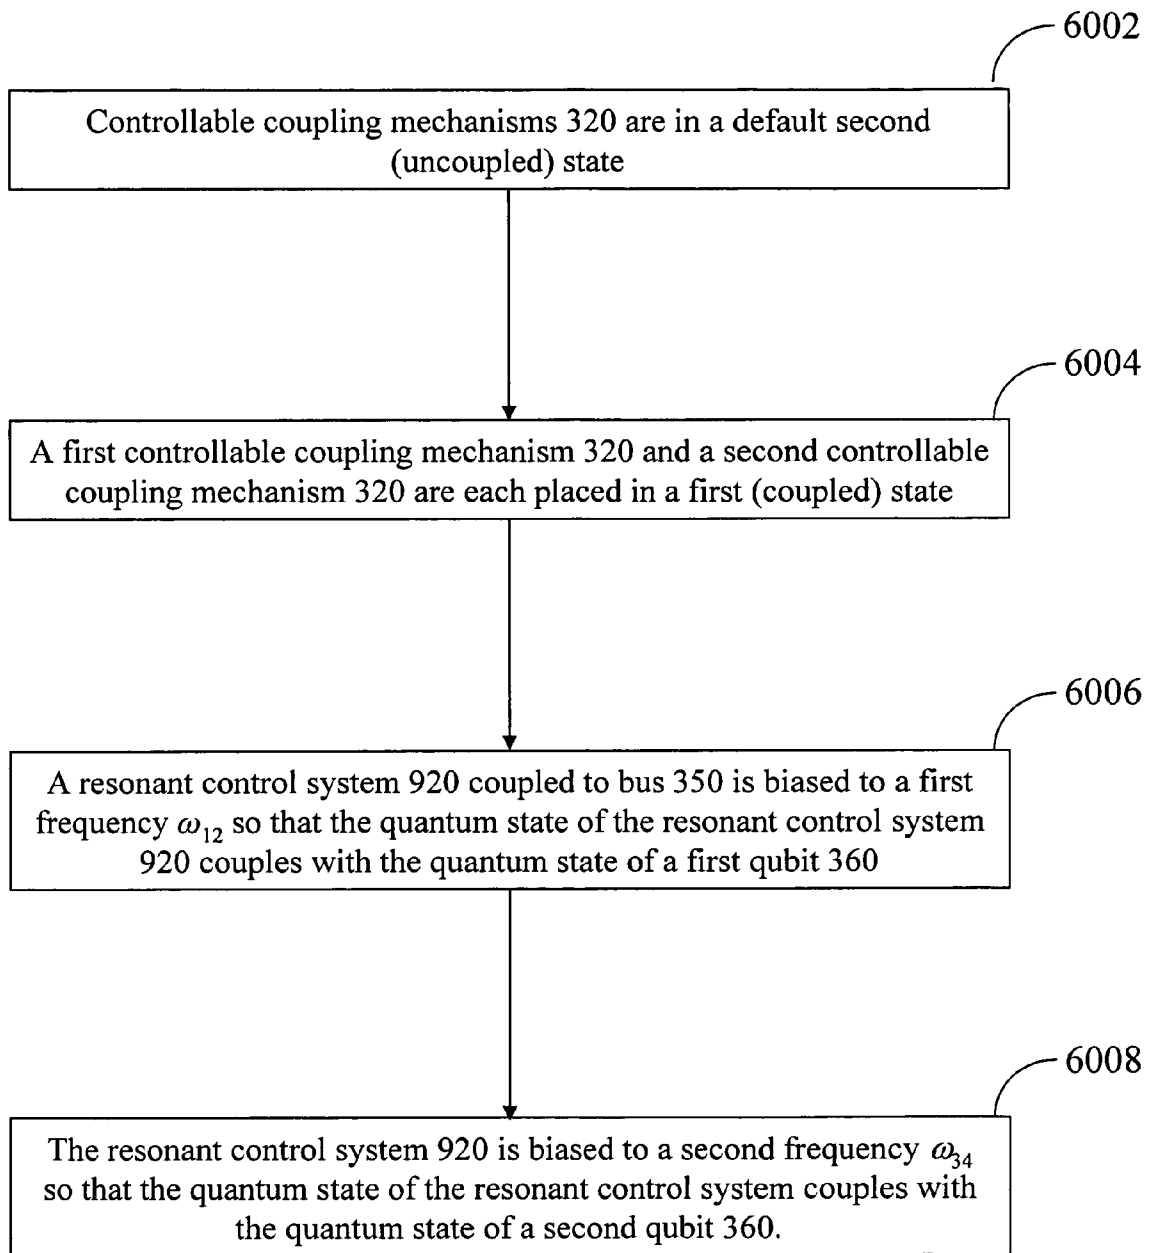 6002
Controllable coupling mechanisms 320 are in a default second
(uncoupled) state
6004
A first controllable coupling mechanism 320 and a second controllable
coupling mechanism 320 are each placed in a first (coupled) state
6006
A resonant control system 920 coupled to bus 350 is biased to a first
frequency ω₁₂ so that the quantum state of the resonant control system
920 couples with the quantum state of a first qubit 360
6008
The resonant control system 920 is biased to a second frequency ω₃₄
so that the quantum state of the resonant control system couples with
the quantum state of a second qubit 360.